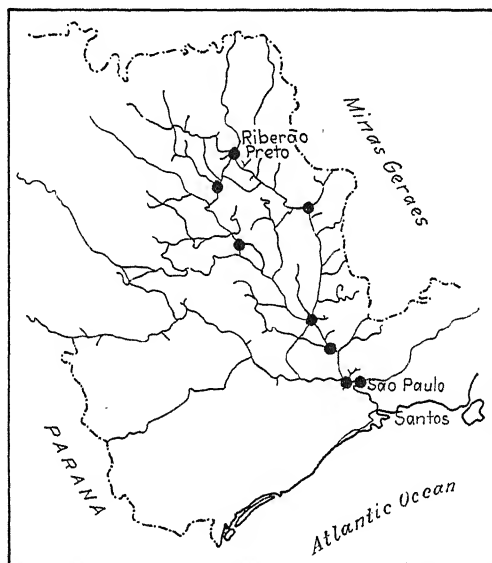 Riberão
Preto
Minas Geraes
São Paulo
Santos
PARANA
Atlantic Ocean